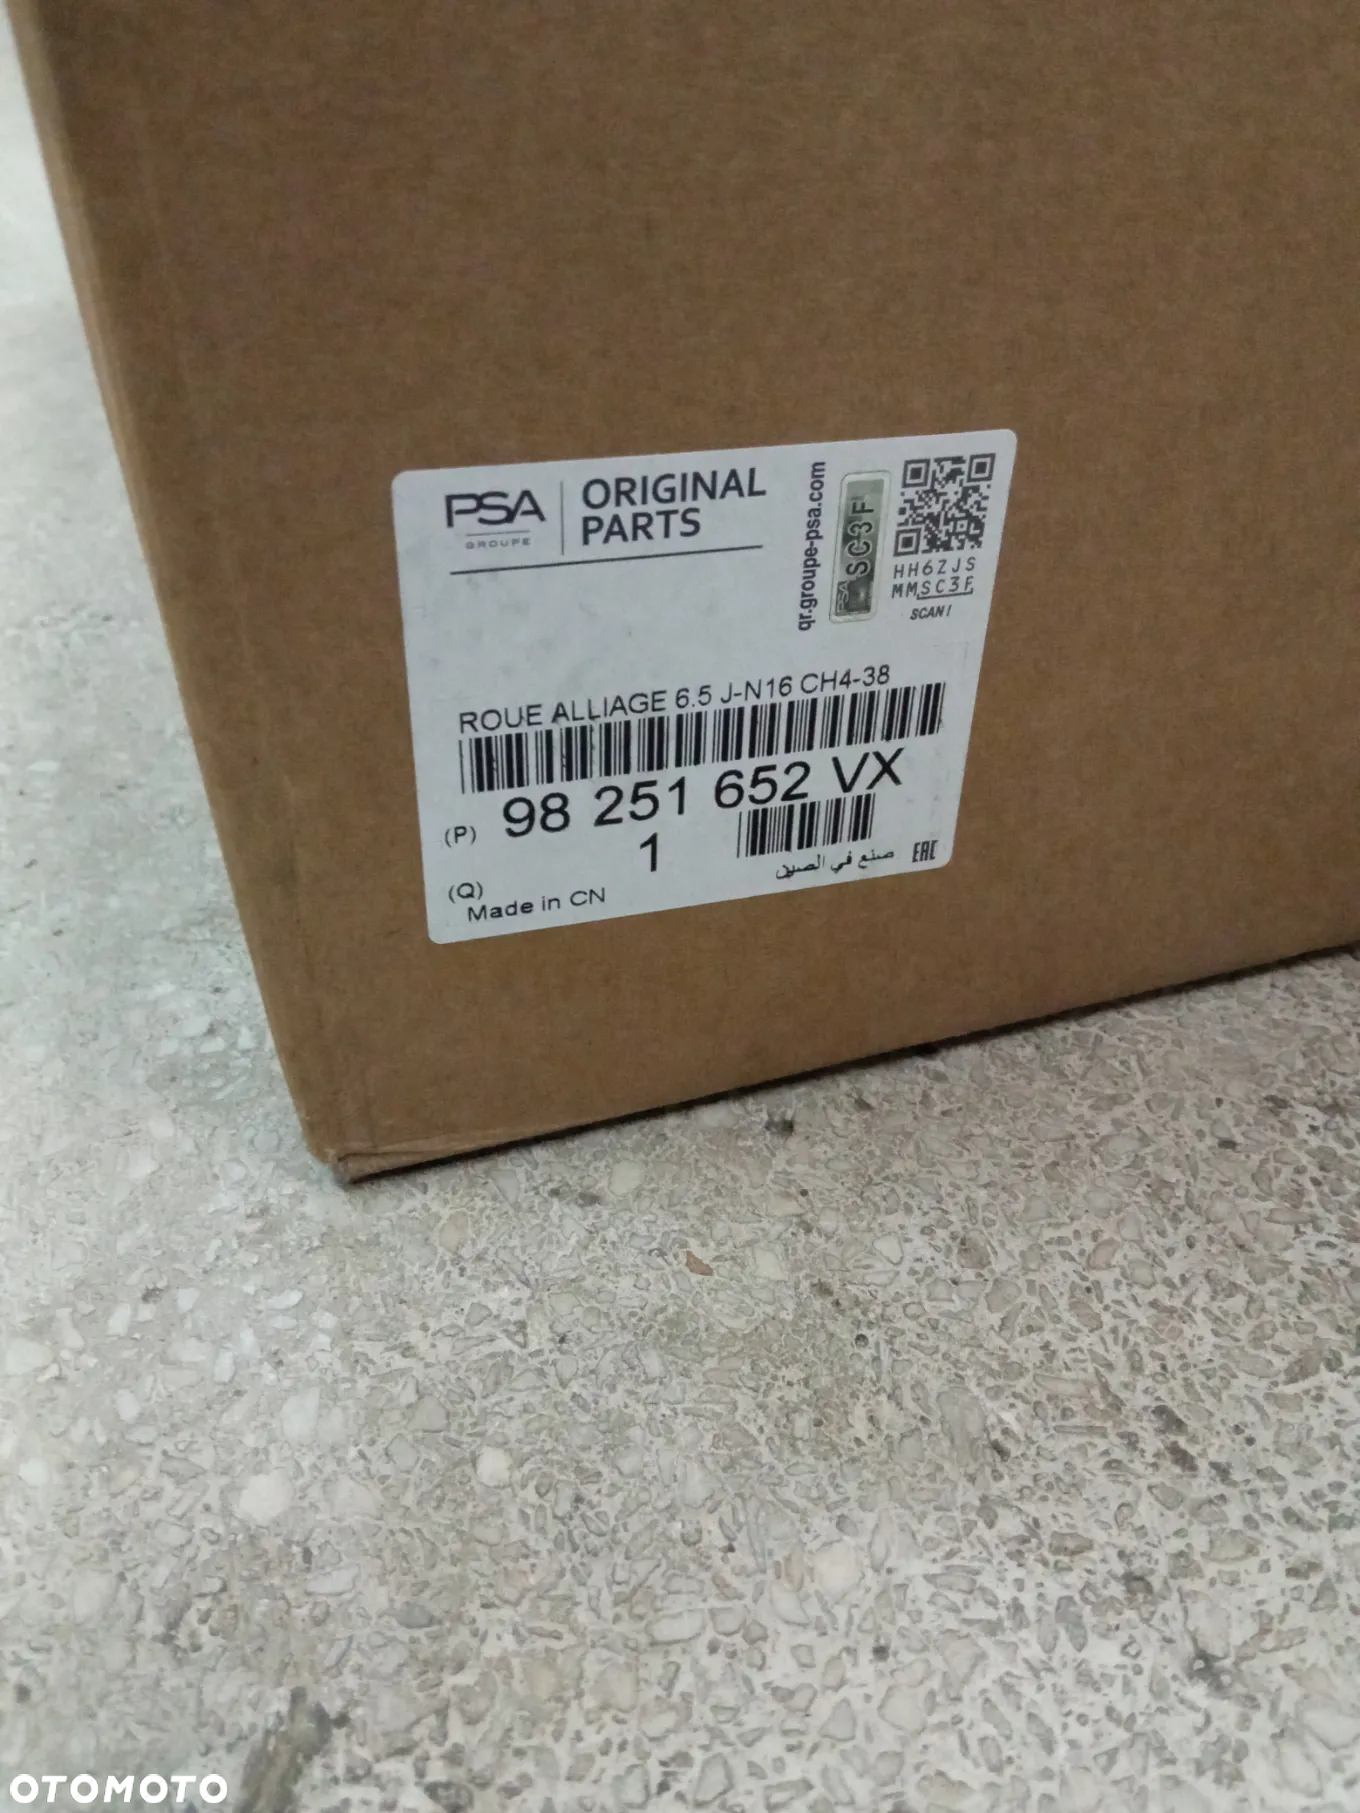 PSA
GROUPE
ORIGINAL
PARTS
qr.groupe-psa.com
PSA SC3F
HH6ZJS
MMSC3F
SCAN!
ROUE ALLIAGE 6.5 J-N16 CH4-38
(P) 98 251 652 VX
(Q) 1
صنع في الصين
EAC
Made in CN
OTOMOTO